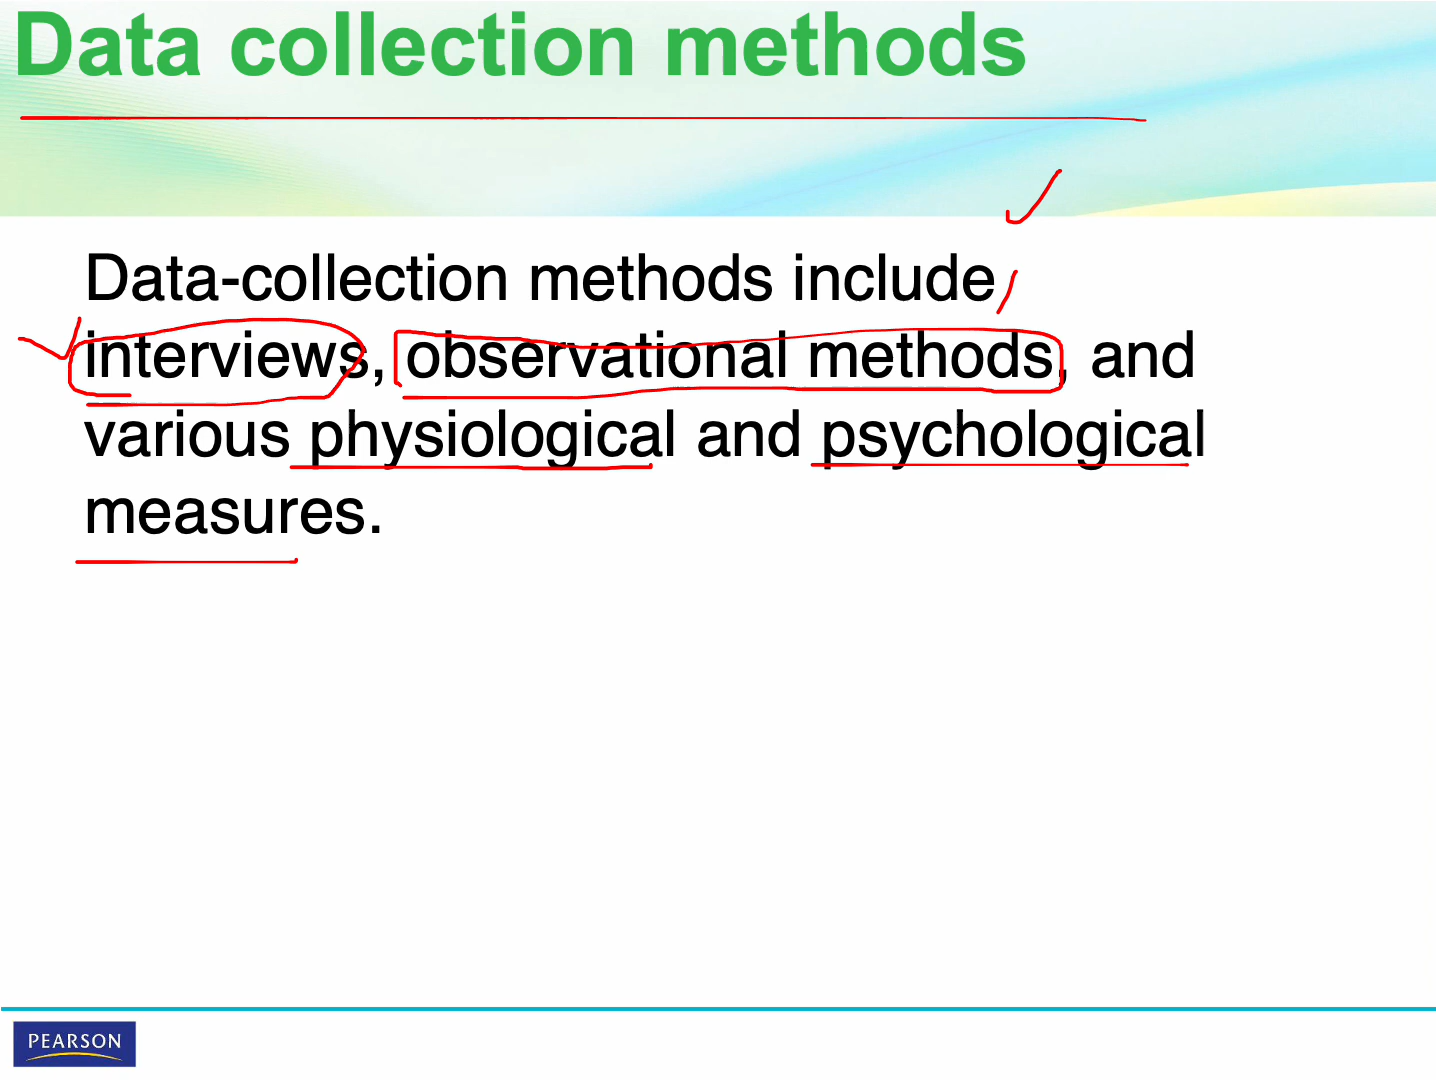 Data collection methods
Data-collection methods include
interviews, observational methods, and
various physiological and psychological
measures.
PEARSON